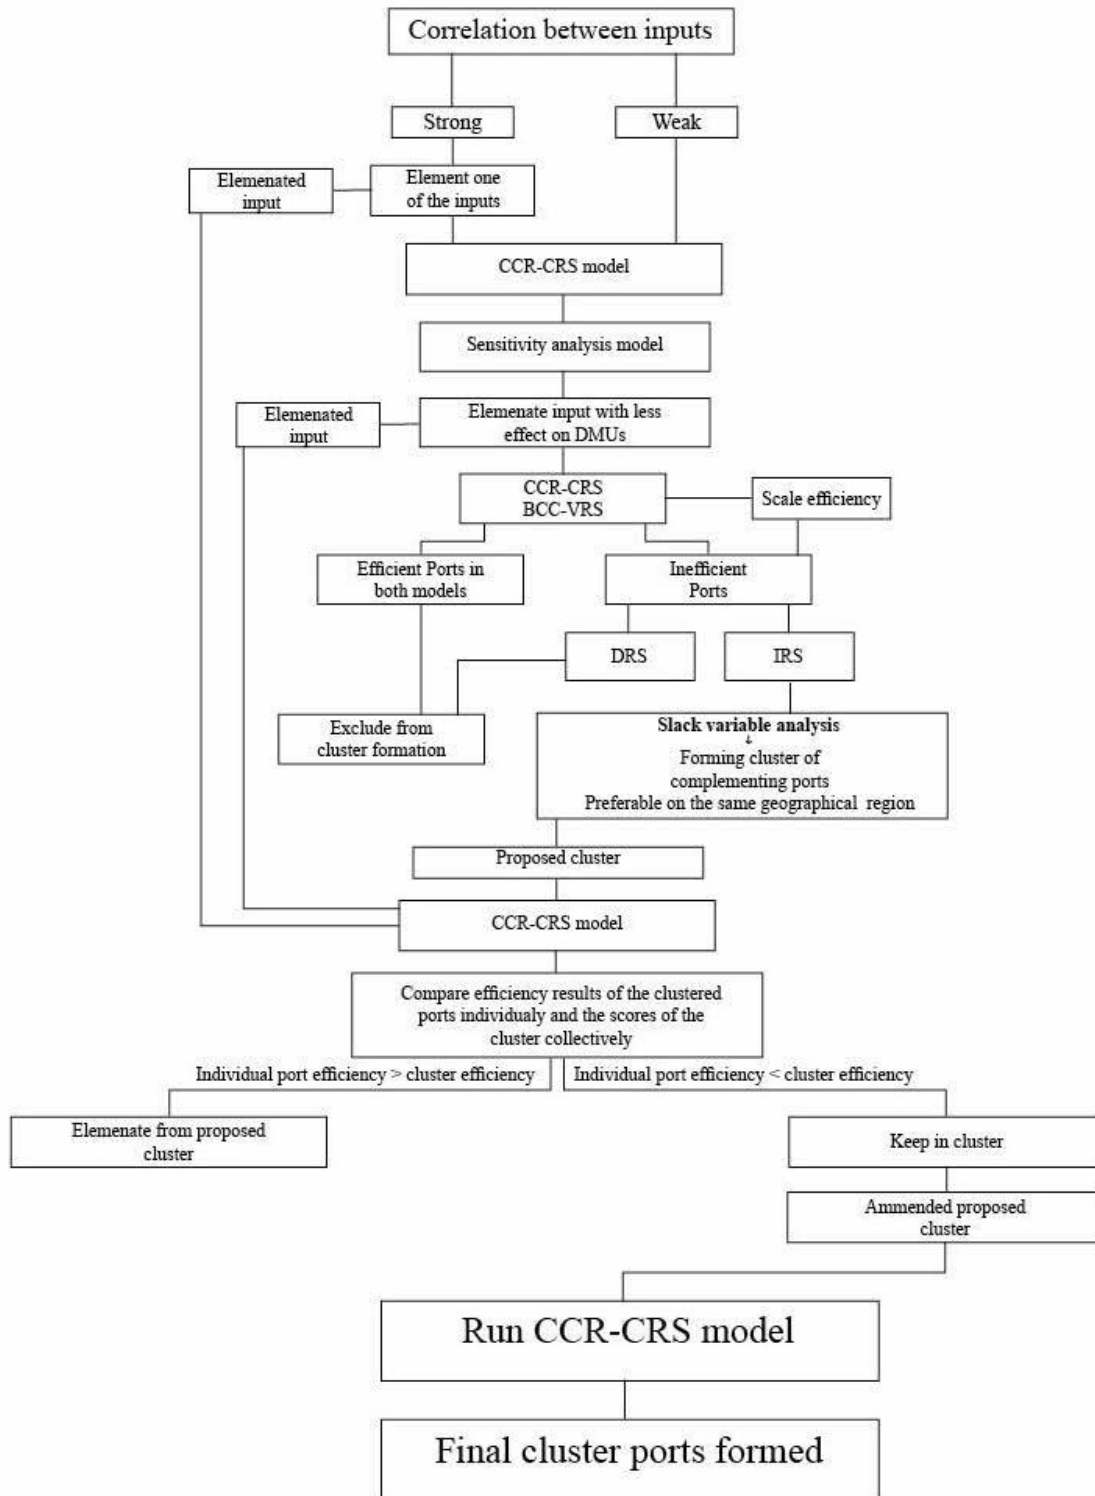 Correlation between inputs
Strong
Weak
Elemenated
input
Element one
of the inputs
CCR-CRS model
Sensitivity analysis model
Elemenated
input
Elemenate input with less
effect on DMUs
CCR-CRS
BCC-VRS
Scale efficiency
Efficient Ports in
both models
Inefficient
Ports
DRS
IRS
Exclude from
cluster formation
Slack variable analysis
↓
Forming cluster of
complementing ports
Preferable on the same geographical region
Proposed cluster
CCR-CRS model
Compare efficiency results of the clustered
ports individualy and the scores of the
cluster collectively
Individual port efficiency > cluster efficiency
Individual port efficiency < cluster efficiency
Elemenate from proposed
cluster
Keep in cluster
Ammended proposed
cluster
Run CCR-CRS model
Final cluster ports formed